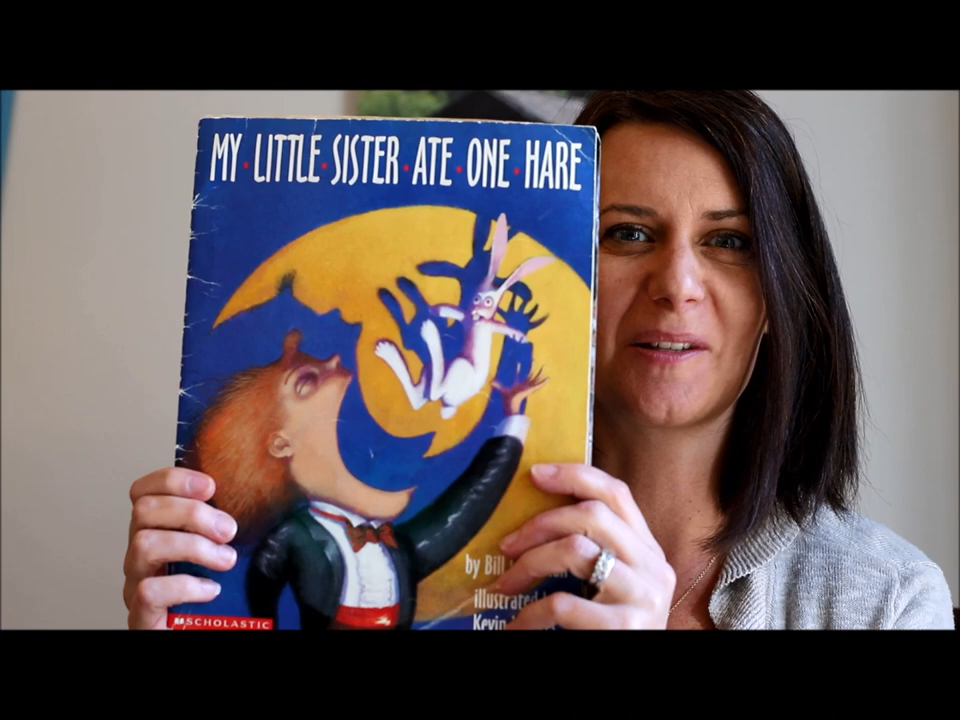 MY · LITTLE · SISTER · ATE · ONE · HARE
by Bill
illustrated
Kevin
SCHOLASTIC